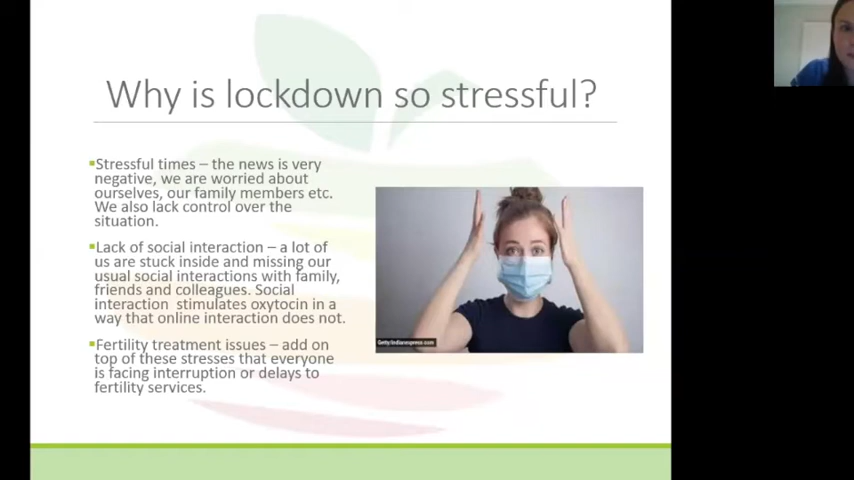 Why is lockdown so stressful?
▪Stressful times – the news is very
negative, we are worried about
ourselves, our family members etc.
We also lack control over the
situation.
▪Lack of social interaction – a lot of
us are stuck inside and missing our
usual social interactions with family,
friends and colleagues. Social
interaction  stimulates oxytocin in a
way that online interaction does not.
▪Fertility treatment issues – add on
top of these stresses that everyone
is facing interruption or delays to
fertility services.
Getty/indianexpress.com